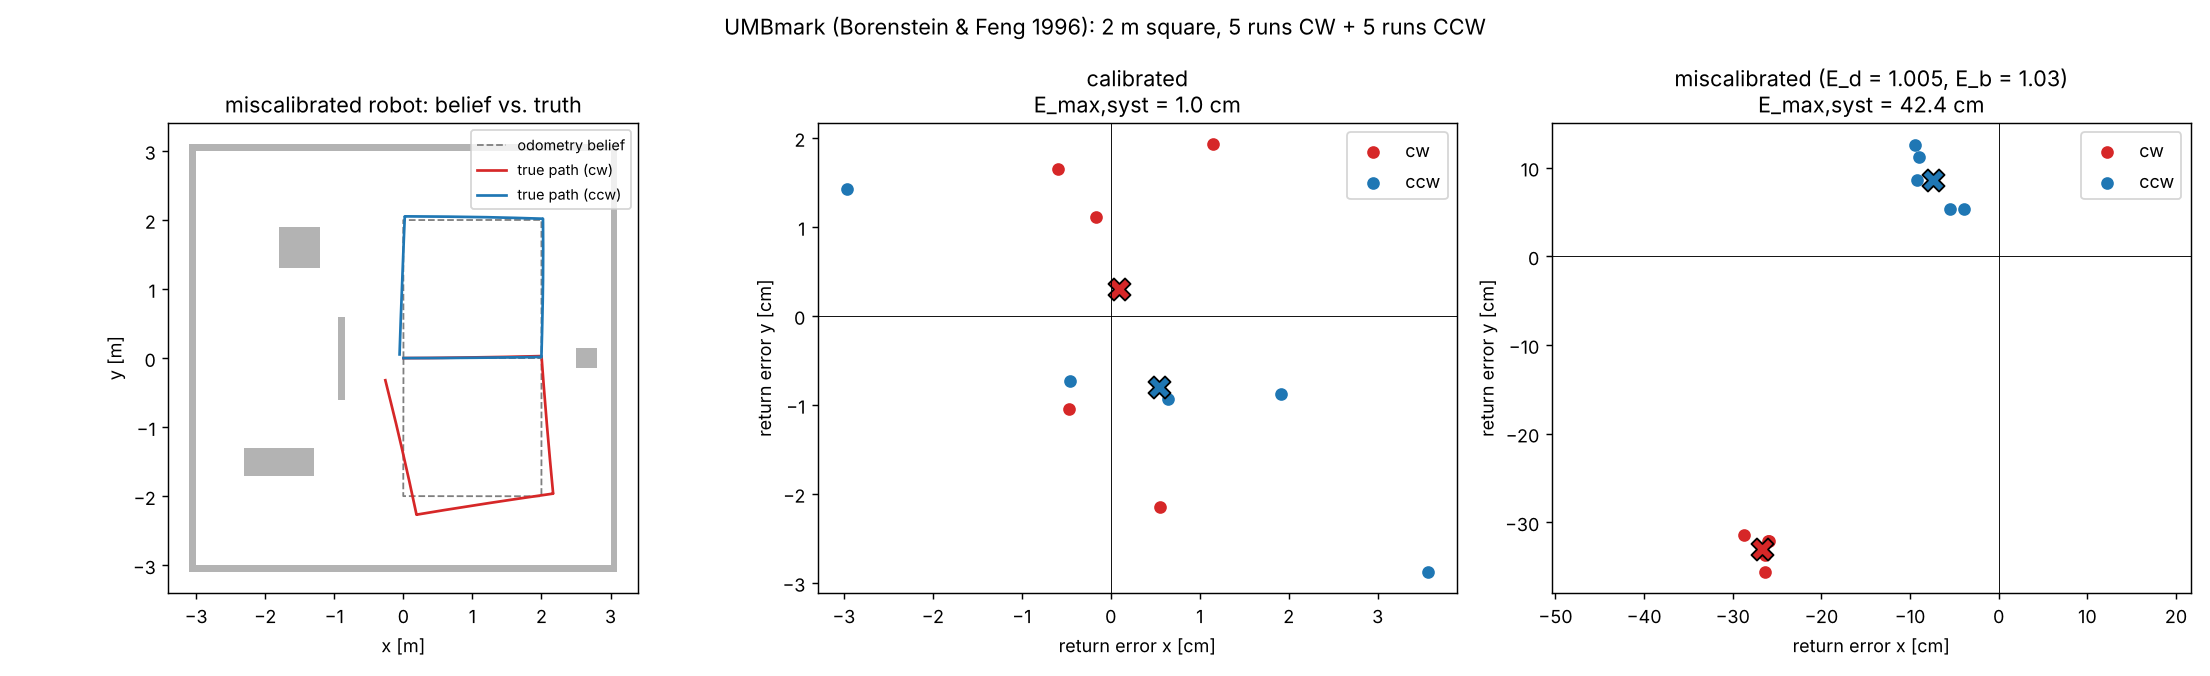 UMBmark (Borenstein & Feng 1996): 2 m square, 5 runs CW + 5 runs CCW
miscalibrated robot: belief vs. truth
odometry belief
true path (cw)
true path (ccw)
3
2
1
0
−1
−2
−3
y [m]
−3
−2
−1
0
1
2
3
x [m]
calibrated
E_max,syst = 1.0 cm
cw
ccw
2
1
0
−1
−2
−3
return error y [cm]
−3
−2
−1
0
1
2
3
return error x [cm]
miscalibrated (E_d = 1.005, E_b = 1.03)
E_max,syst = 42.4 cm
cw
ccw
10
0
−10
−20
−30
return error y [cm]
−50
−40
−30
−20
−10
0
10
20
return error x [cm]